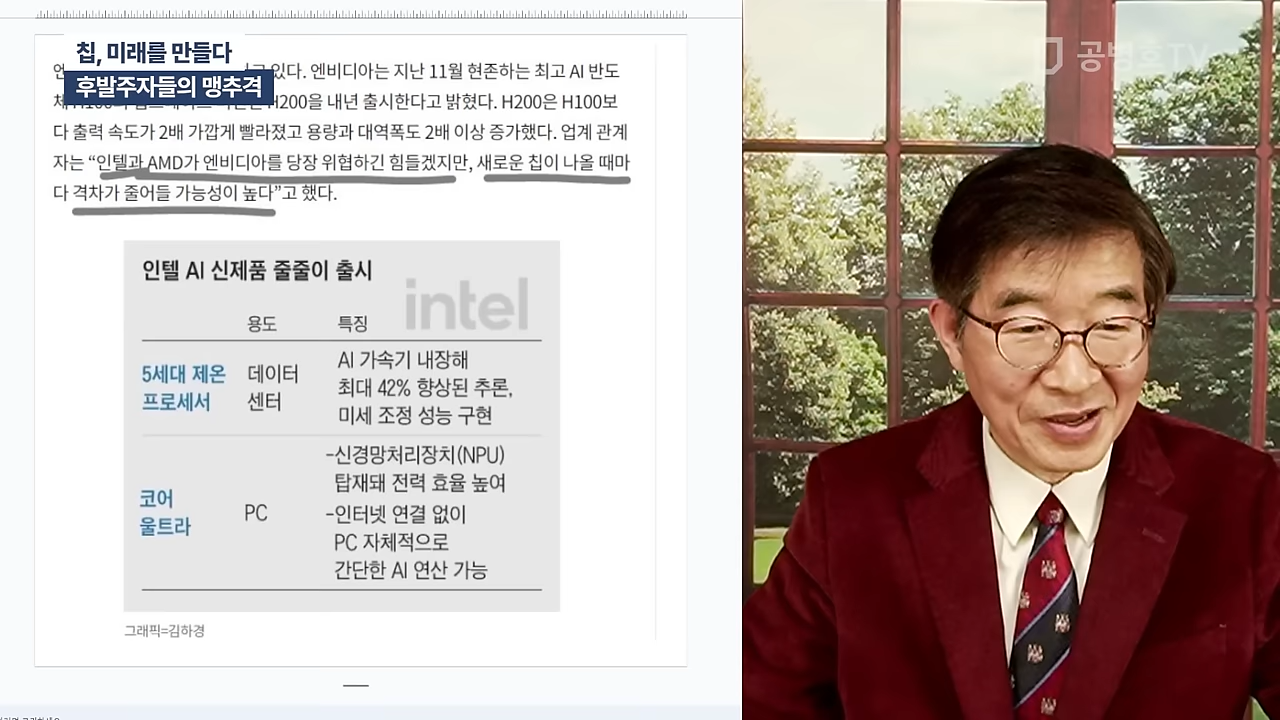 칩, 미래를 만들다
후발주자들의 맹추격
있다. 엔비디아는 지난 11월 현존하는 최고 AI 반도
H200을 내년 출시한다고 밝혔다. H200은 H100보
다 출력 속도가 2배 가깝게 빨라졌고 용량과 대역폭도 2배 이상 증가했다. 업계 관계
자는 “인텔과 AMD가 엔비디아를 당장 위협하긴 힘들겠지만, 새로운 칩이 나올 때마
다 격차가 줄어들 가능성이 높다”고 했다.
인텔 AI 신제품 줄줄이 출시
intel
용도 특징
5세대 제온 프로세서
데이터 센터
AI 가속기 내장해
최대 42% 향상된 추론,
미세 조정 성능 구현
코어 울트라
PC
-신경망처리장치(NPU)
탑재돼 전력 효율 높여
-인터넷 연결 없이
PC 자체적으로
간단한 AI 연산 가능
그래픽=김하경
공병호TV